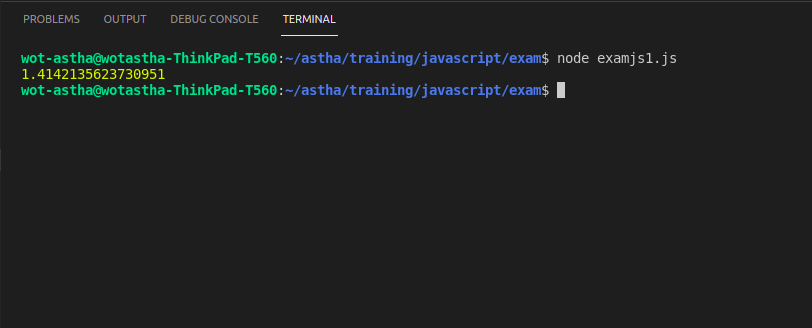 PROBLEMS OUTPUT DEBUG CONSOLE TERMINAL
wot-astha@wotastha-ThinkPad-T560:~/astha/training/javascript/exam$ node examjs1.js
1.4142135623730951
wot-astha@wotastha-ThinkPad-T560:~/astha/training/javascript/exam$